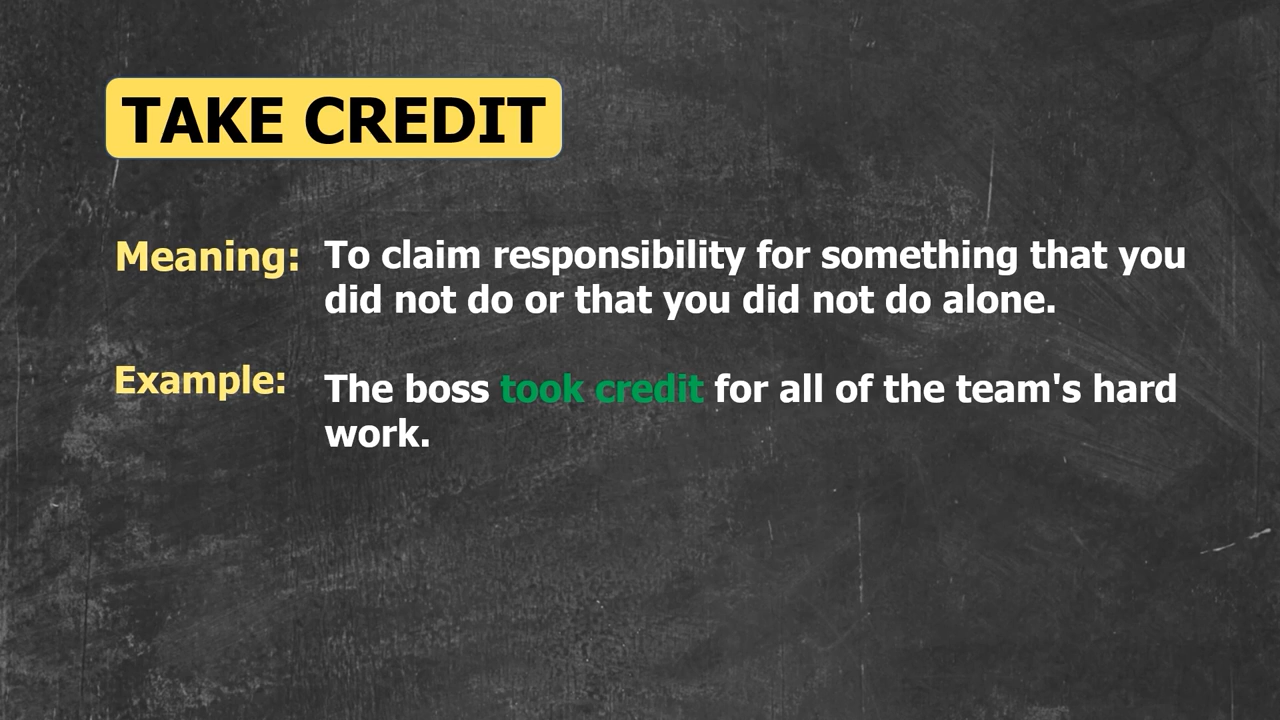 TAKE CREDIT
Meaning: To claim responsibility for something that you
did not do or that you did not do alone.
Example: The boss took credit for all of the team's hard
work.